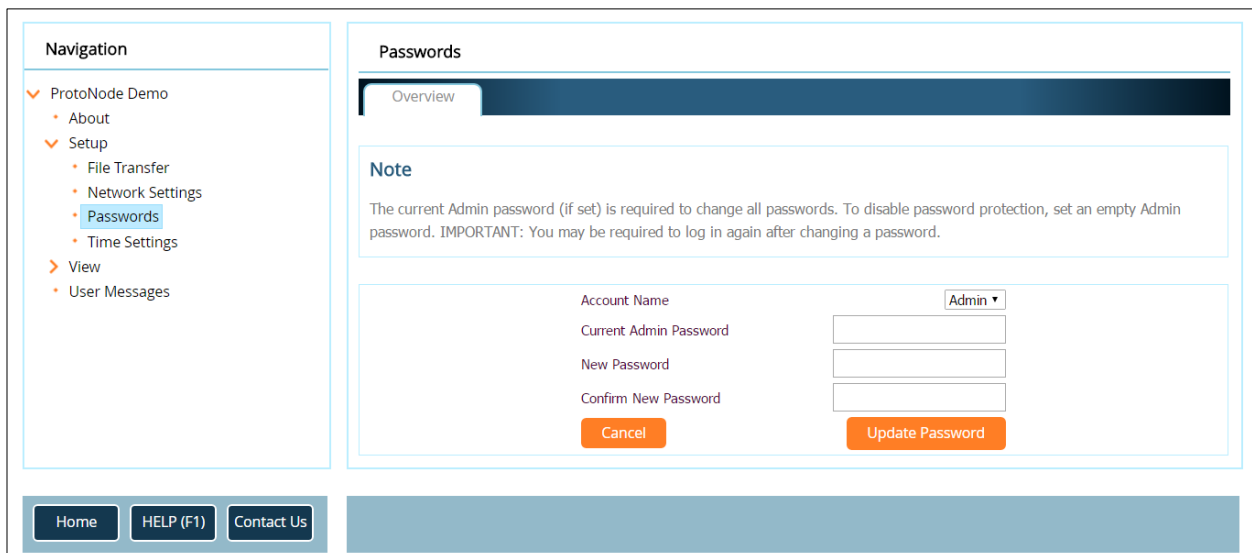 Navigation
ProtoNode Demo
About
Setup
File Transfer
Network Settings
Passwords
Time Settings
View
User Messages
Passwords
Overview
Note
The current Admin password (if set) is required to change all passwords. To disable password protection, set an empty Admin
password. IMPORTANT: You may be required to log in again after changing a password.
Account Name Admin
Current Admin Password
New Password
Confirm New Password
Cancel Update Password
Home HELP (F1) Contact Us